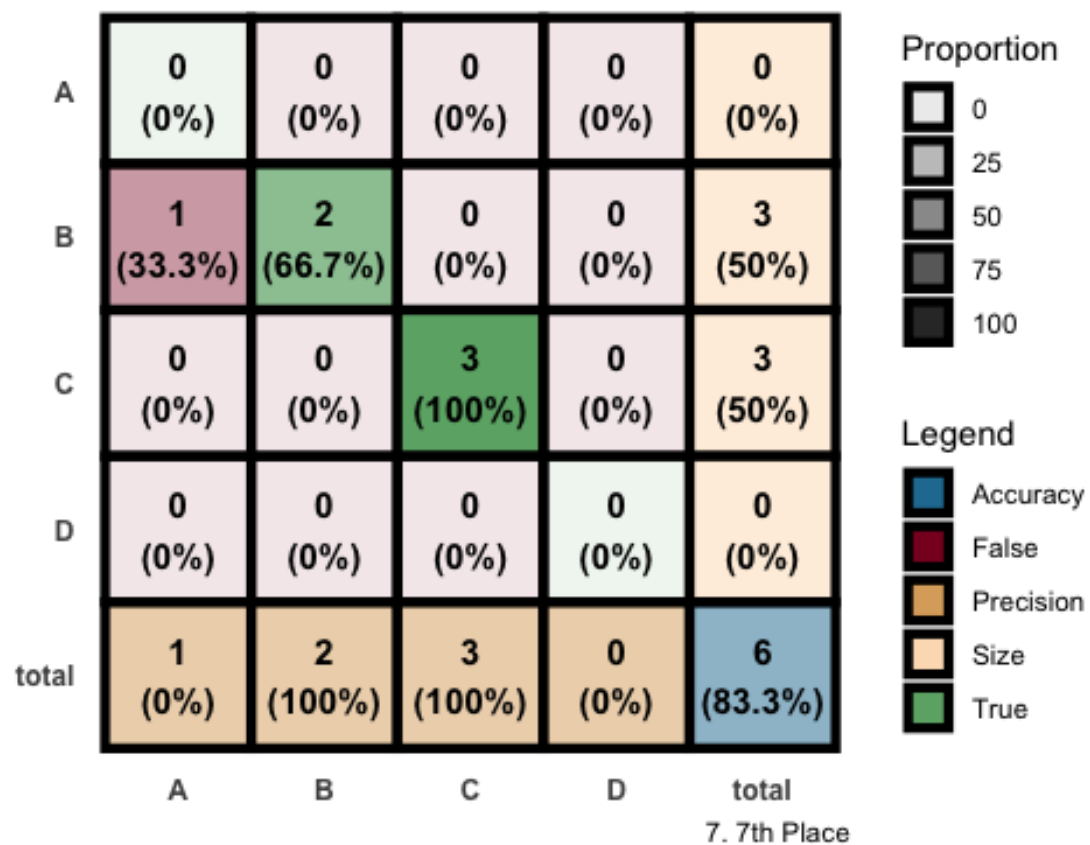 A 0 0 0 0 0
(0%) (0%) (0%) (0%) (0%)
B 1 2 0 0 3
(33.3%) (66.7%) (0%) (0%) (50%)
C 0 0 3 0 3
(0%) (0%) (100%) (0%) (50%)
D 0 0 0 0 0
(0%) (0%) (0%) (0%) (0%)
total 1 2 3 0 6
(0%) (100%) (100%) (0%) (83.3%)
A B C D total
7. 7th Place
Proportion
0
25
50
75
100
Legend
Accuracy
False
Precision
Size
True